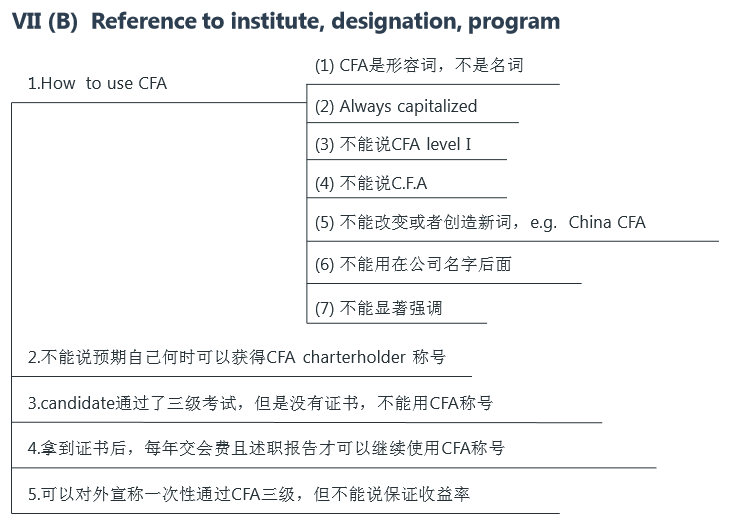 VII (B)  Reference to institute, designation, program
1.How  to use CFA
(1) CFA是形容词，不是名词
(2) Always capitalized
(3) 不能说CFA level I
(4) 不能说C.F.A
(5) 不能改变或者创造新词，e.g.  China CFA
(6) 不能用在公司名字后面
(7) 不能显著强调
2.不能说预期自己何时可以获得CFA charterholder 称号
3.candidate通过了三级考试，但是没有证书，不能用CFA称号
4.拿到证书后，每年交会费且述职报告才可以继续使用CFA称号
5.可以对外宣称一次性通过CFA三级，但不能说保证收益率